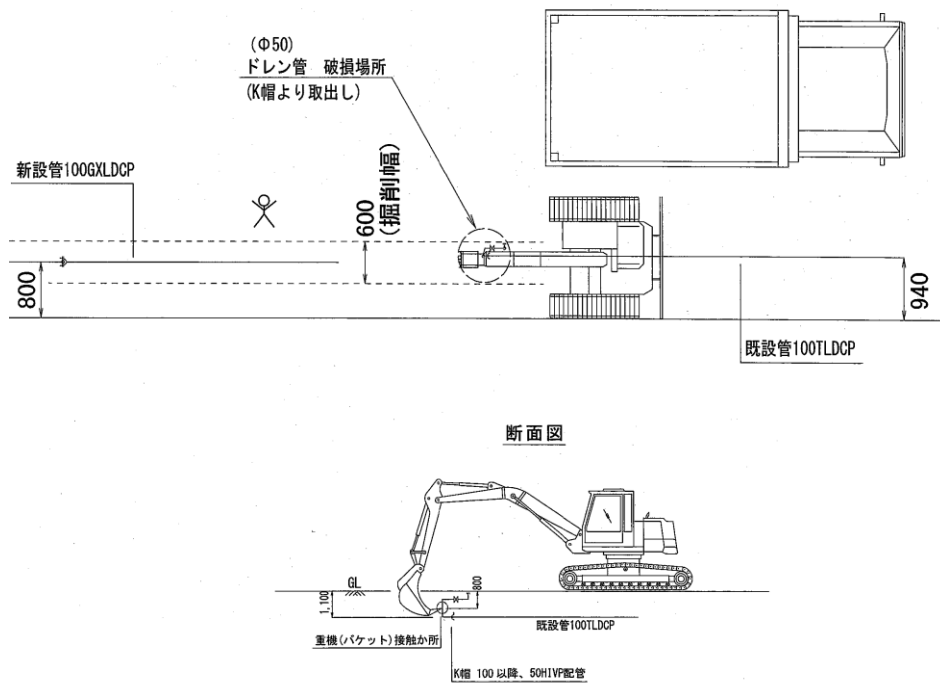 (Φ50)
ドレン管 破損場所
(K帽より取出し)
新設管100GXLDCP
600
(掘削幅)
800
940
既設管100TLDCP
断面図
GL
1,100
800
既設管100TLDCP
重機(バケット)接触か所
K帽 100以降、50HIVP配管